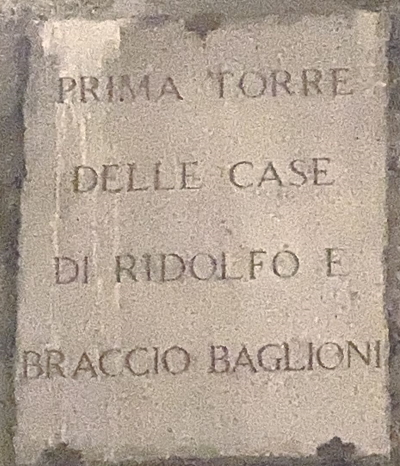 PRIMA TORRE
DELLE CASE
DI RIDOLFO E
BRACCIO BAGLIONI